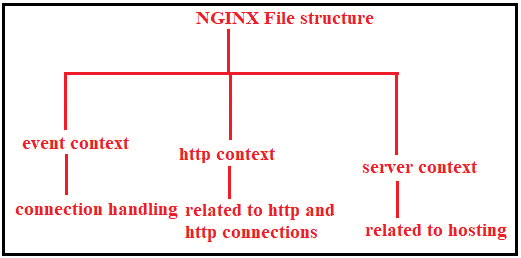 NGINX File structure
event context
http context
server context
connection handling
related to http and
http connections
related to hosting